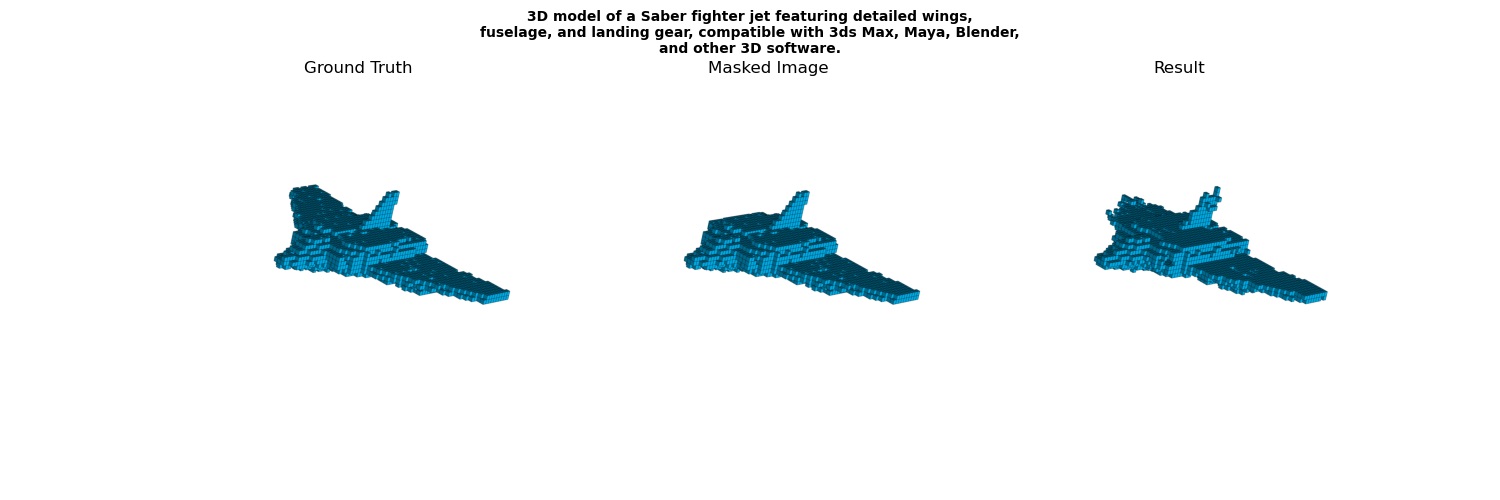 3D model of a Saber fighter jet featuring detailed wings,
fuselage, and landing gear, compatible with 3ds Max, Maya, Blender,
and other 3D software.
Ground Truth
Masked Image
Result